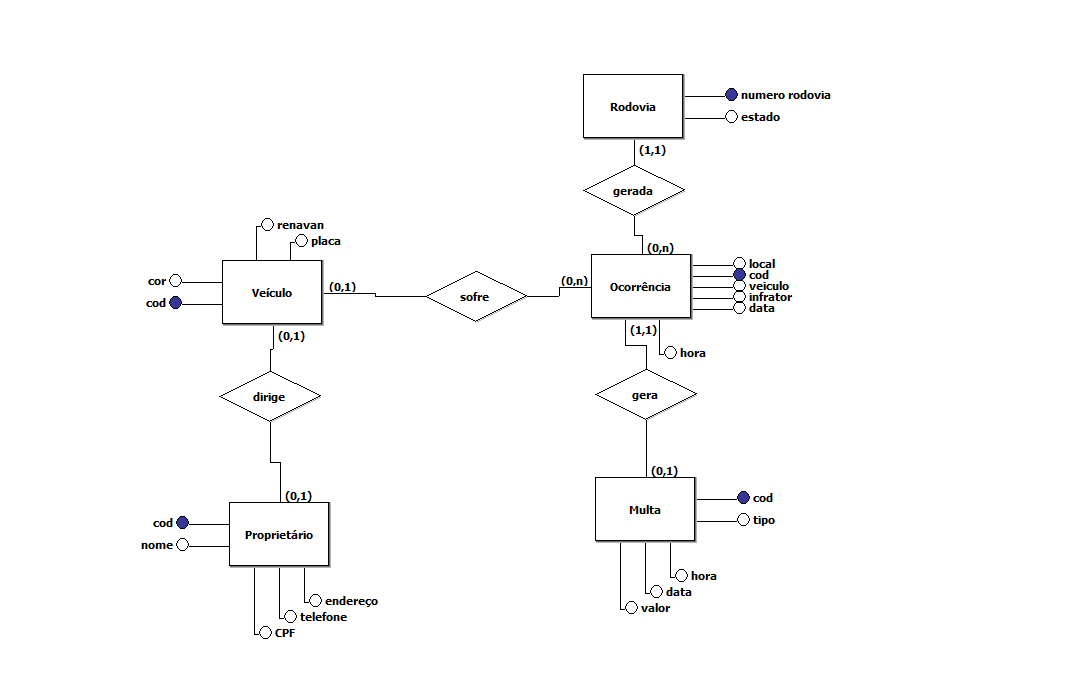 Rodovia
numero rodovia
estado
(1,1)
gerada
(0,n)
renavan
placa
cor
cod
Veículo
(0,1)
sofre
(0,n)
Ocorrência
local
cod
veiculo
infrator
data
hora
(0,1)
(1,1)
dirige
gera
(0,1)
(0,1)
cod
nome
Proprietário
endereço
telefone
CPF
Multa
cod
tipo
hora
data
valor